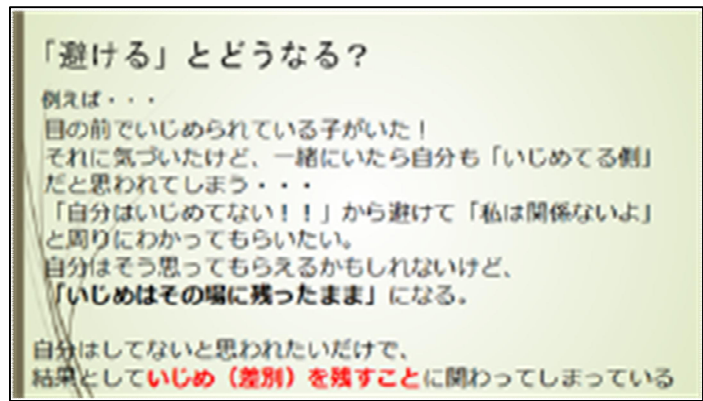 「避ける」とどうなる？
例えば・・・
目の前でいじめられている子がいた！
それに気づいたけど、一緒にいたら自分も「いじめてる側」
だと思われてしまう・・・
「自分はいじめてない！！」から避けて「私は関係ないよ」
と周りにわかってもらいたい。
自分はそう思ってもらえるかもしれないけど、
「いじめはその場に残ったまま」になる。
自分はしてないと思われたいだけで、
結果としていじめ（差別）を残すことに関わってしまっている